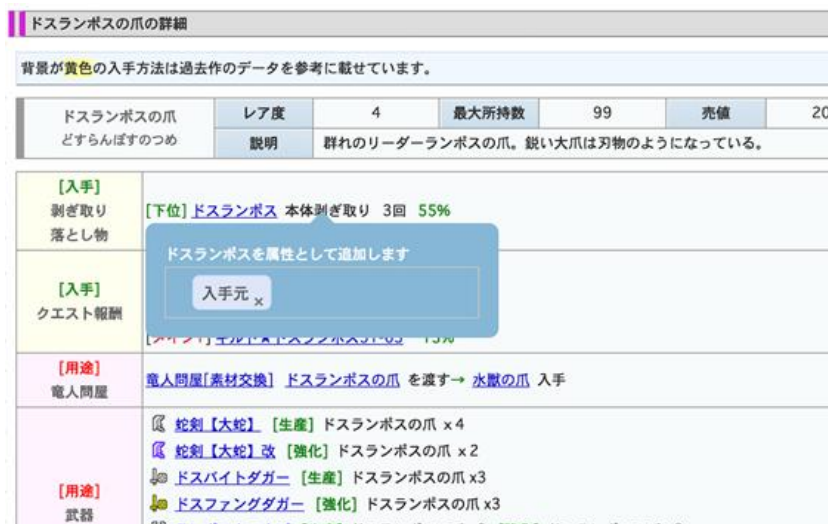 ドスランポスの爪の詳細
背景が黄色の入手方法は過去作のデータを参考に載せています。
ドスランポスの爪 レア度 4 最大所持数 99 売値 20
どすらんぽすのつめ 説明 群れのリーダーランポスの爪。鋭い大爪は刃物のようになっている。
[入手]
剥ぎ取り
落とし物
[下位] ドスランポス 本体剥ぎ取り 3回 55%
ドスランポスを属性として追加します
入手元 x
[入手]
クエスト報酬
[用途]
竜人問屋
竜人問屋[素材交換] ドスランポスの爪 を渡す→ 水獣の爪 入手
[用途]
武器
蛇剣【大蛇】 [生産] ドスランポスの爪 x4
蛇剣【大蛇】改 [強化] ドスランポスの爪 x2
ドスバイトダガー [生産] ドスランポスの爪 x3
ドスファングダガー [強化] ドスランポスの爪 x3